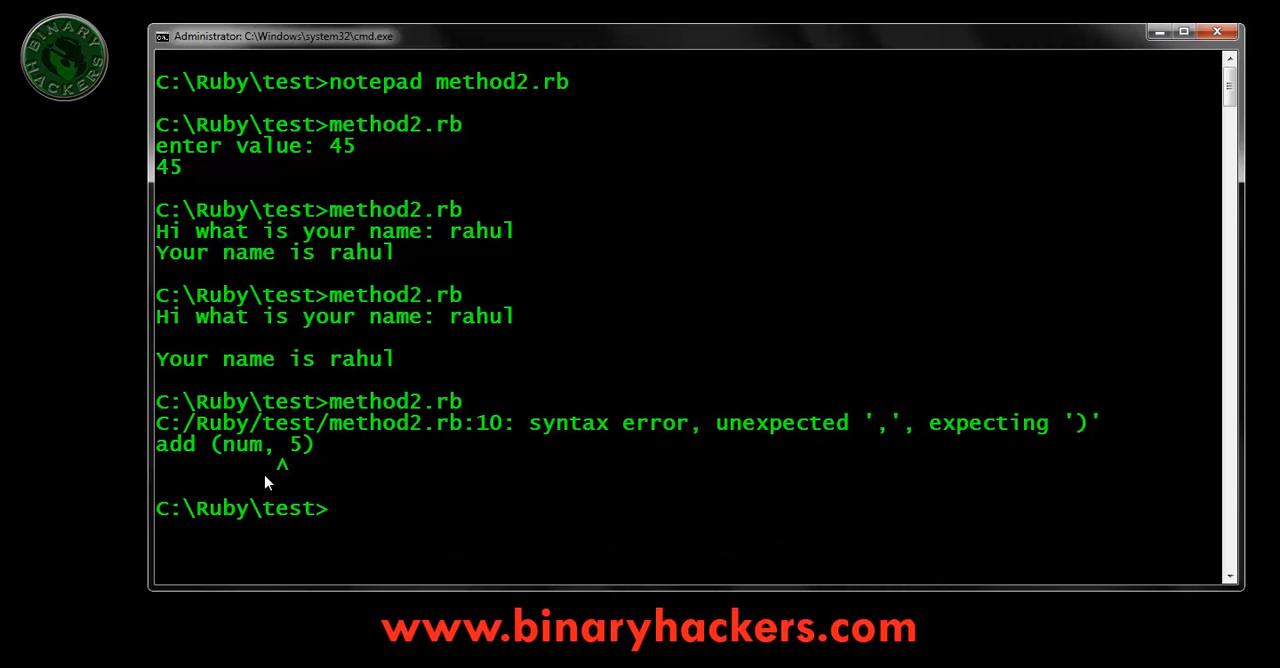 BINARY
HACKERS
Administrator: C:\Windows\system32\cmd.exe
C:\Ruby\test>notepad method2.rb
C:\Ruby\test>method2.rb
enter value: 45
45
C:\Ruby\test>method2.rb
Hi what is your name: rahul
Your name is rahul
C:\Ruby\test>method2.rb
Hi what is your name: rahul
Your name is rahul
C:\Ruby\test>method2.rb
C:/Ruby/test/method2.rb:10: syntax error, unexpected ',', expecting ')'
add (num, 5)
^
C:\Ruby\test>
www.binaryhackers.com